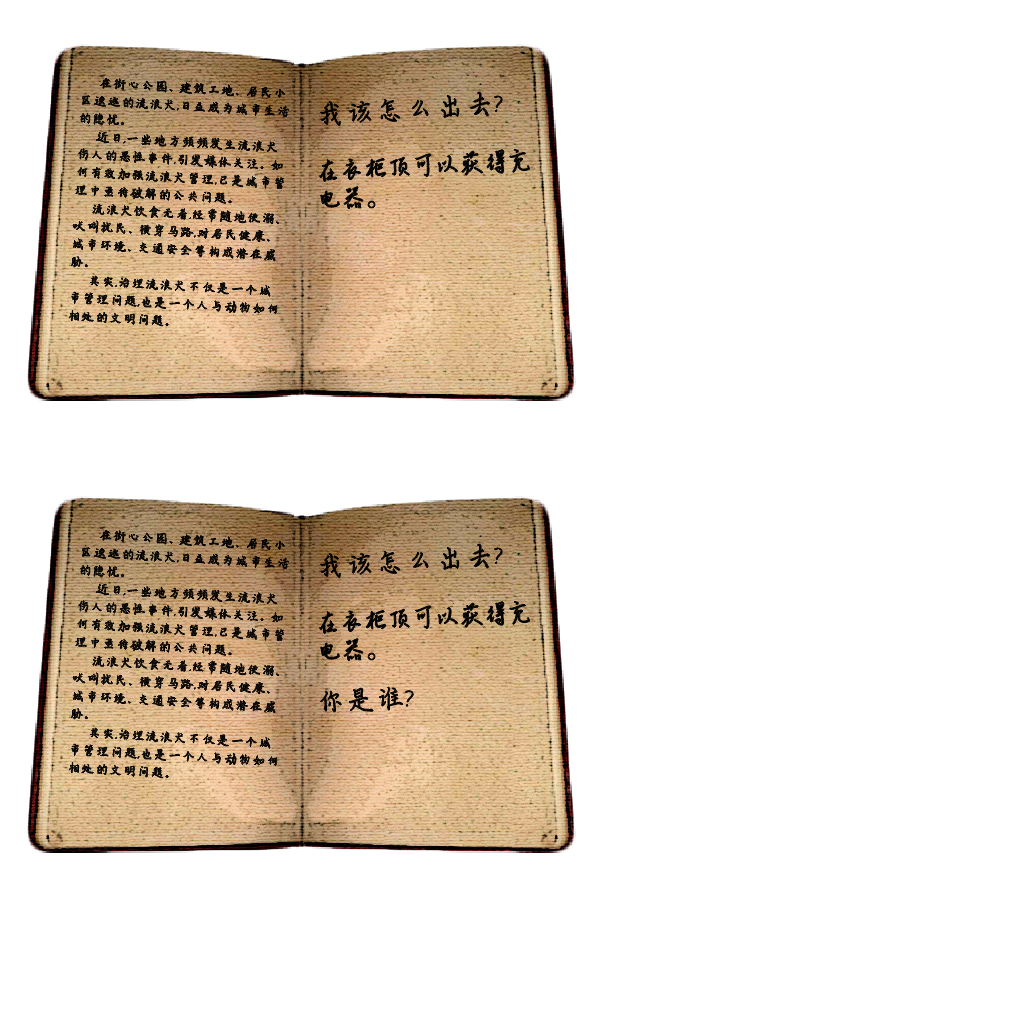 在街心公园、建筑工地、居民小
区逡巡的流浪犬,日益成为城市生活
的隐忧。
近日,一些地方频频发生流浪犬
伤人的恶性事件,引发媒体关注。如
何有效加强流浪犬管理,已是城市管
理中亟待破解的公共问题。
流浪犬饮食无着,经常随地便溺、
吠叫扰民、横穿马路,对居民健康、
城市环境、交通安全等构成潜在威
胁。
其实,治理流浪犬不仅是一个城
市管理问题,也是一个人与动物如何
相处的文明问题。
我该怎么出去?
在衣柜顶可以获得充
电器。
在街心公园、建筑工地、居民小
区逡巡的流浪犬,日益成为城市生活
的隐忧。
近日,一些地方频频发生流浪犬
伤人的恶性事件,引发媒体关注。如
何有效加强流浪犬管理,已是城市管
理中亟待破解的公共问题。
流浪犬饮食无着,经常随地便溺、
吠叫扰民、横穿马路,对居民健康、
城市环境、交通安全等构成潜在威
胁。
其实,治理流浪犬不仅是一个城
市管理问题,也是一个人与动物如何
相处的文明问题。
我该怎么出去?
在衣柜顶可以获得充
电器。
你是谁?